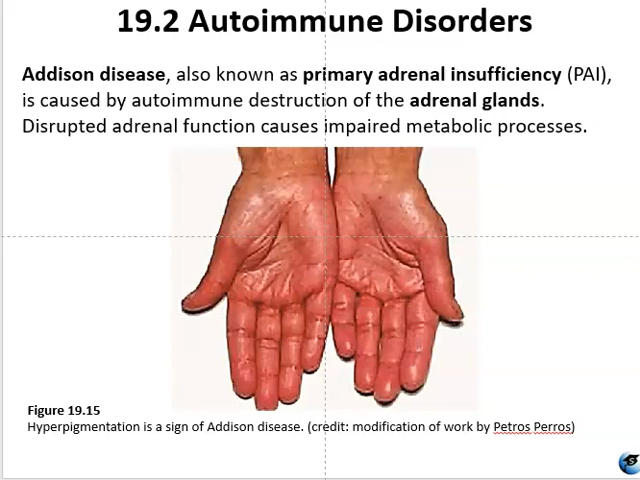 19.2 Autoimmune Disorders
Addison disease, also known as primary adrenal insufficiency (PAI),
is caused by autoimmune destruction of the adrenal glands.
Disrupted adrenal function causes impaired metabolic processes.
Figure 19.15
Hyperpigmentation is a sign of Addison disease. (credit: modification of work by Petros Perros)